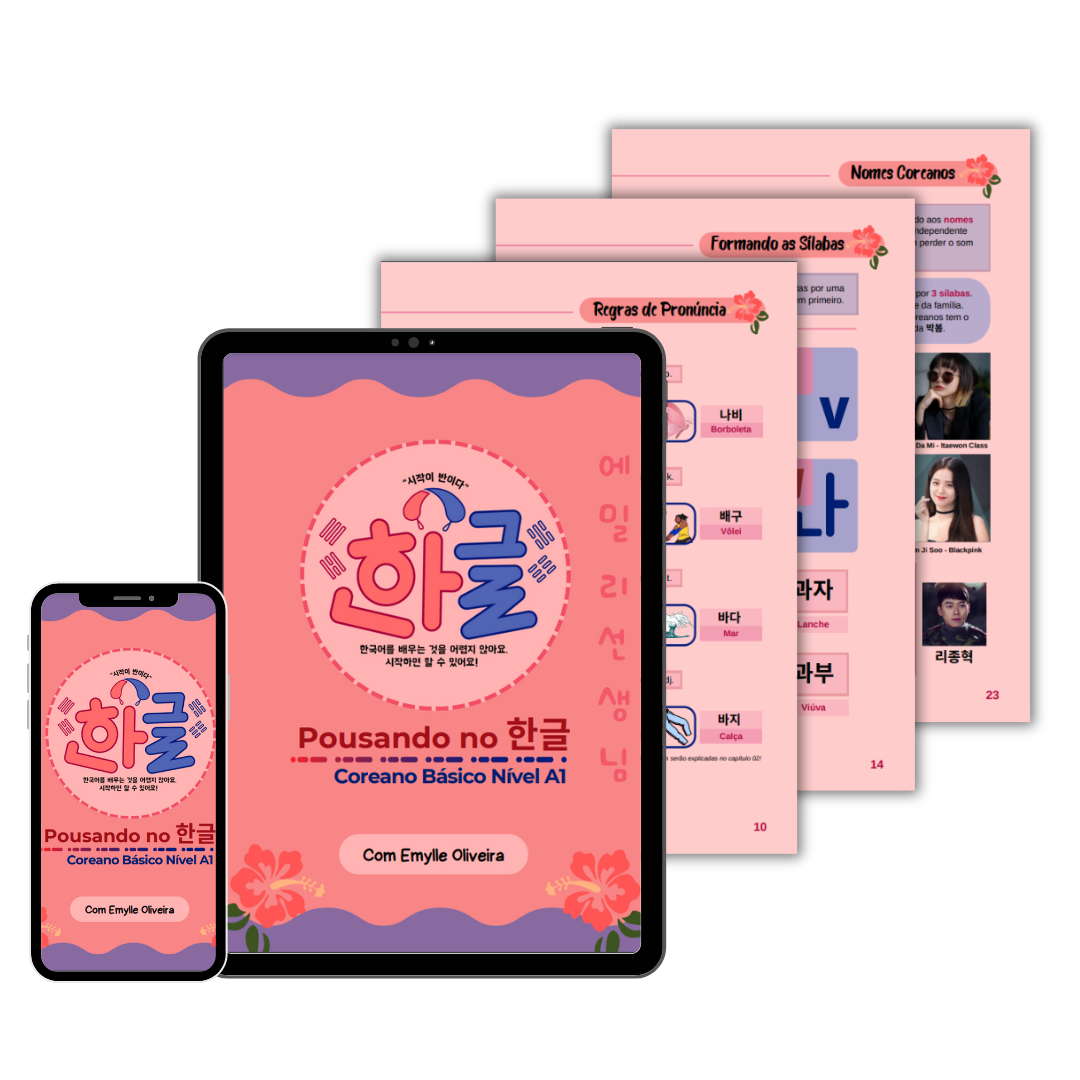 Nomes Coreanos
do aos nomes
ndependente
perder o som
por 3 sílabas.
e da família.
reanos tem o
da 박봄.
Da Mi - Itaewon Class
m Ji Soo - Blackpink
리종혁
23
Formando as Sílabas
as por uma
m primeiro.
v
과자
Lanche
과부
Viúva
14
Regras de Pronúncia
나비
Borboleta
k.
배구
Vôlei
t.
바다
Mar
dj.
바지
Calça
serão explicadas no capítulo 02!
10
"시작이 반이다"
한글
한국어를 배우는 것을 어렵지 않아요.
시작하면 할 수 있어요!
에밀리선생님
Pousando no 한글
Coreano Básico Nível A1
Com Emylle Oliveira
"시작이 반이다"
한글
한국어를 배우는 것을 어렵지 않아요.
시작하면 할 수 있어요!
Pousando no 한글
Coreano Básico Nível A1
Com Emylle Oliveira